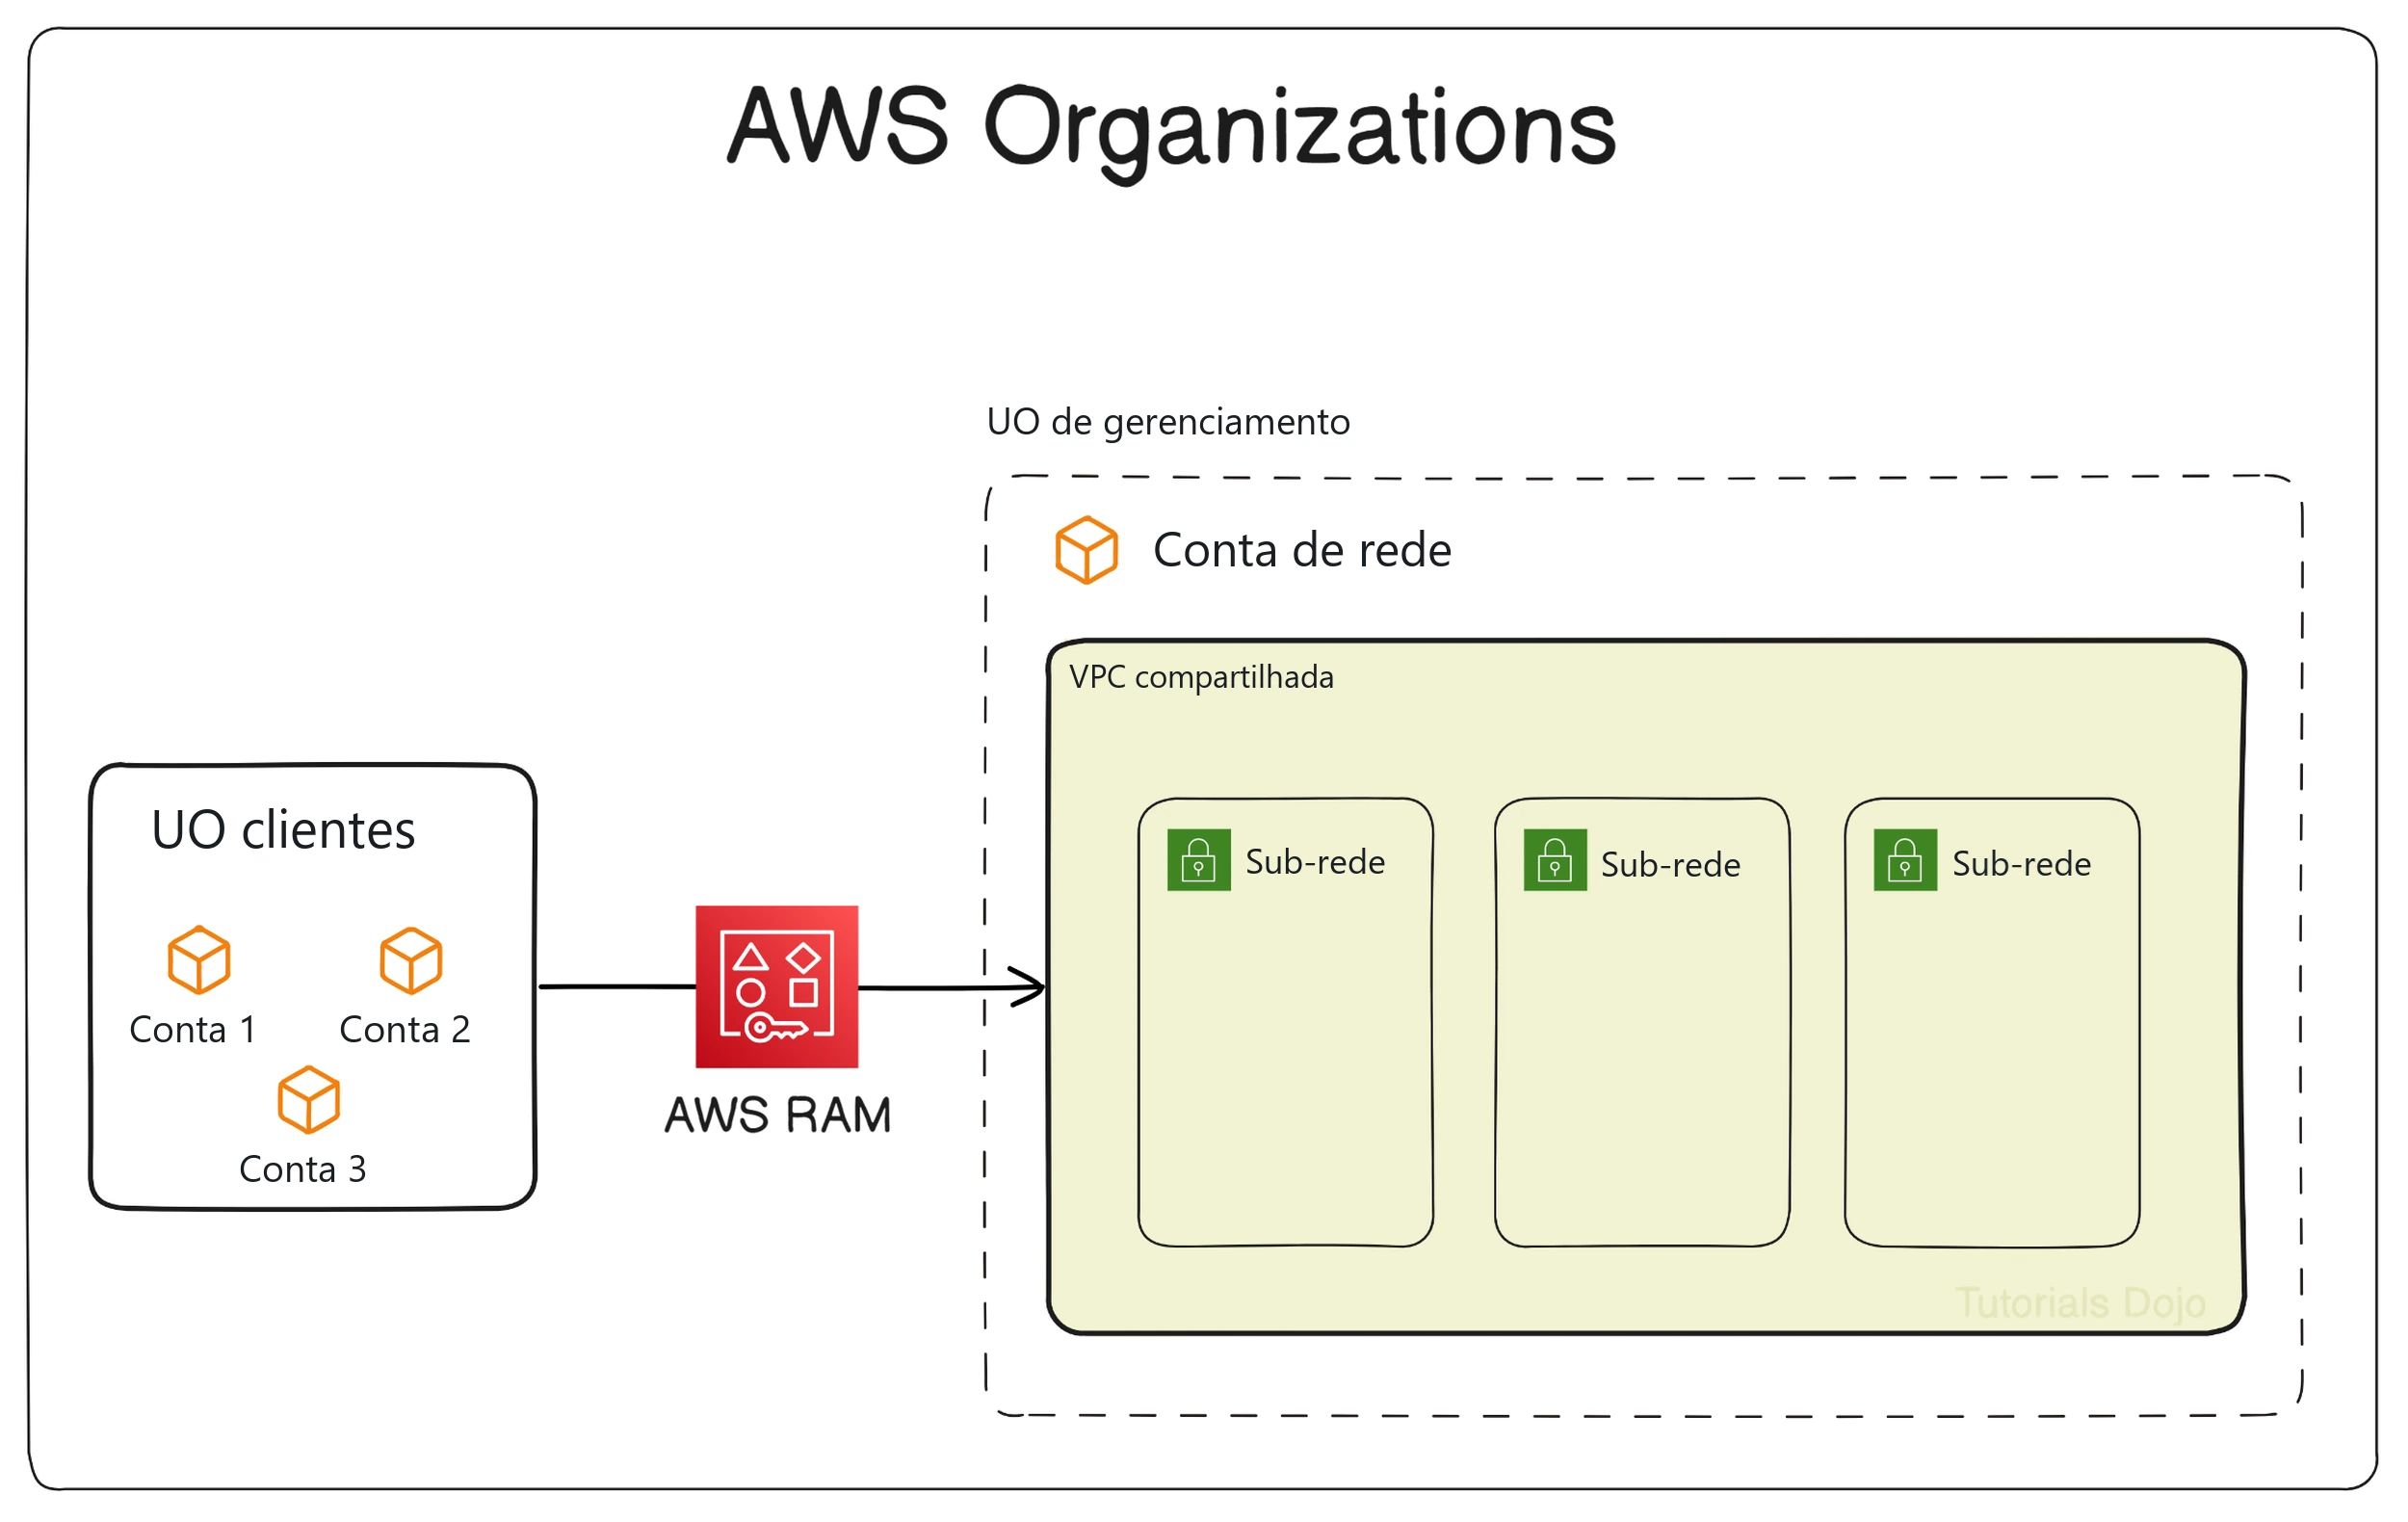 AWS Organizations
UO de gerenciamento
Conta de rede
VPC compartilhada
UO clientes
Sub-rede
Sub-rede
Sub-rede
Conta 1
Conta 2
Conta 3
AWS RAM
Tutorials Dojo